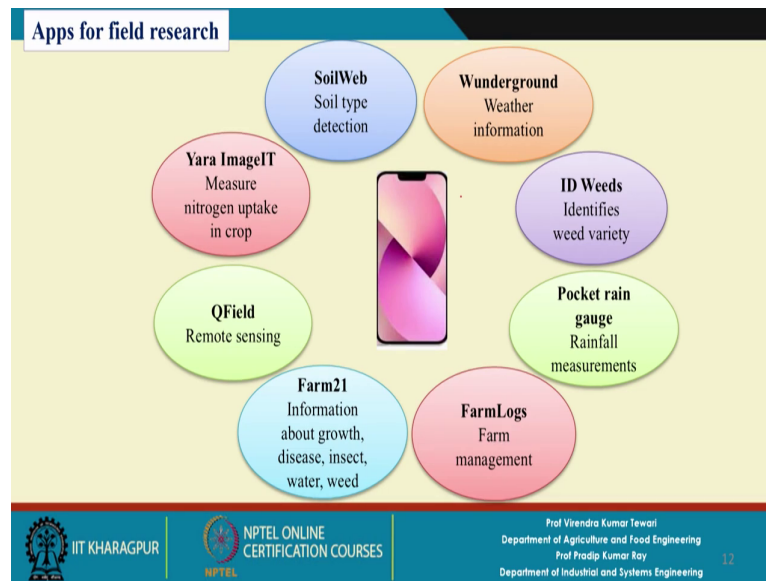 Apps for field research
SoilWeb
Soil type
detection
Wunderground
Weather
information
Yara ImageIT
Measure
nitrogen uptake
in crop
ID Weeds
Identifies
weed variety
QField
Remote sensing
Pocket rain
gauge
Rainfall
measurements
Farm21
Information
about growth,
disease, insect,
water, weed
FarmLogs
Farm
management
IIT KHARAGPUR
NPTEL
NPTEL ONLINE
CERTIFICATION COURSES
Prof Virendra Kumar Tewari
Department of Agriculture and Food Engineering
Prof Pradip Kumar Ray
Department of Industrial and Systems Engineering
12